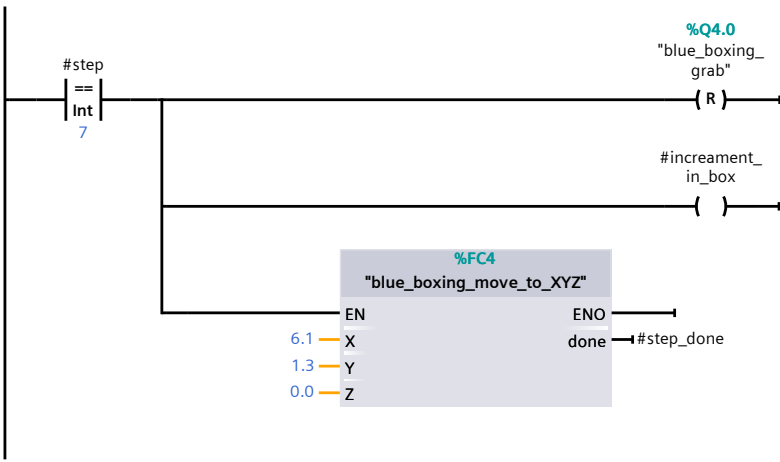 %Q4.0
"blue_boxing_
grab"
#step
==
Int
7
R
#increament_
in_box
%FC4
"blue_boxing_move_to_XYZ"
EN
ENO
6.1
X
done
#step_done
1.3
Y
0.0
Z